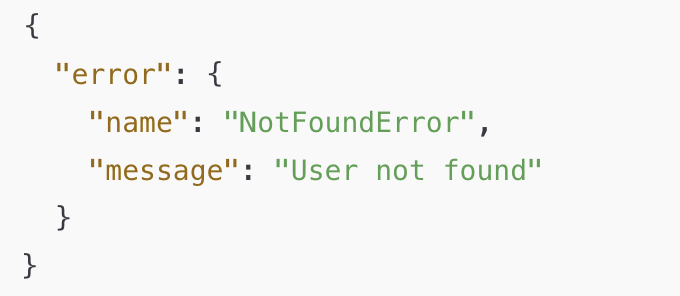 {
  "error": {
    "name": "NotFoundError",
    "message": "User not found"
  }
}